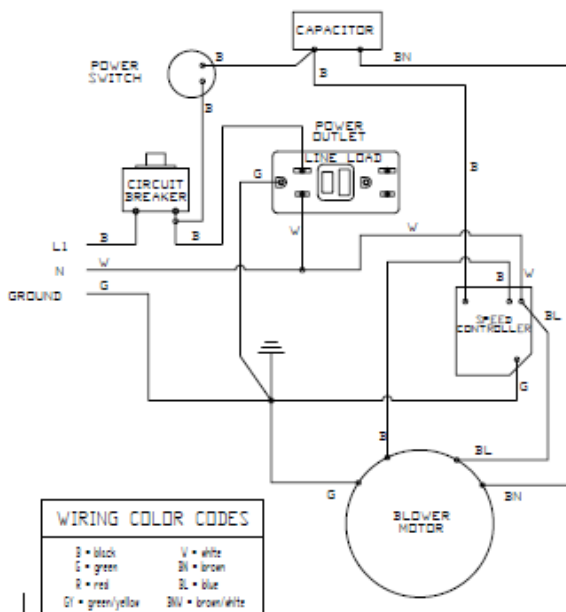 CAPACITOR
B
BN
POWER
SWITCH
B
B
POWER
OUTLET
LINE LOAD
G
B
CIRCUIT
BREAKER
W
W
L1
B
B
N
W
B
W
GROUND
G
SPEED
CONTROLLER
BL
G
B
BL
G
BN
BLOWER
MOTOR
WIRING COLOR CODES
B = black
W = white
G = green
BN = brown
R = red
BL = blue
GY = green/yellow
BNW = brown/white